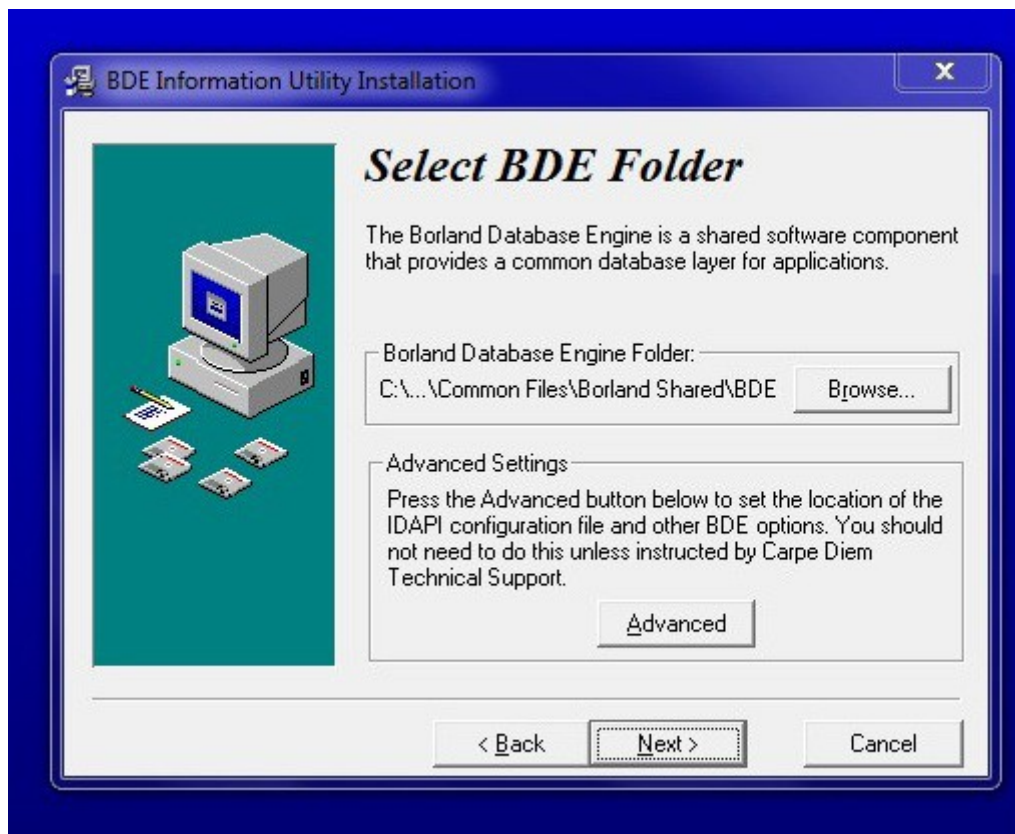 BDE Information Utility Installation
X
Select BDE Folder
The Borland Database Engine is a shared software component
that provides a common database layer for applications.
Borland Database Engine Folder:
C:\...\Common Files\Borland Shared\BDE
Browse...
Advanced Settings
Press the Advanced button below to set the location of the
IDAPI configuration file and other BDE options. You should
not need to do this unless instructed by Carpe Diem
Technical Support.
Advanced
< Back
Next >
Cancel